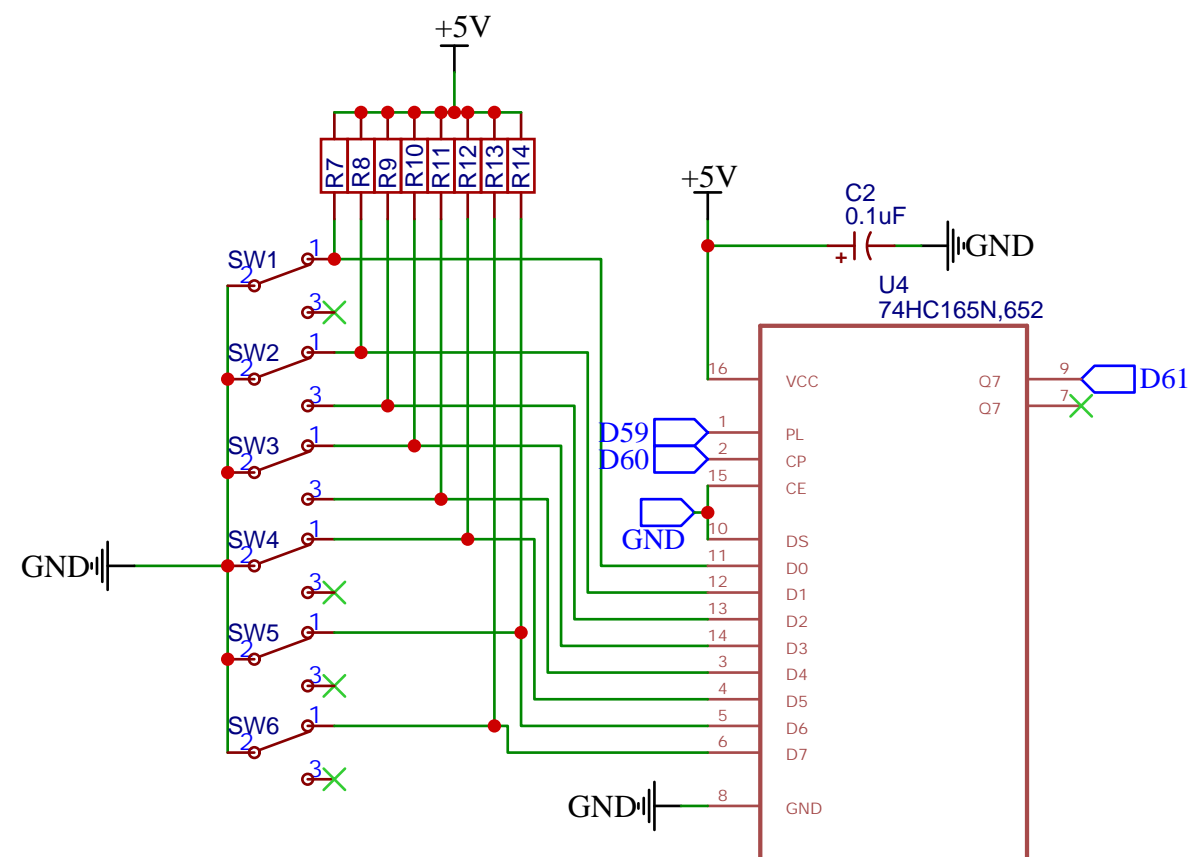 +5V
R7 R8 R9 R10 R11 R12 R13 R14
+5V
C2
0.1uF
+
GND
U4
74HC165N,652
SW1 2 1
3
SW2 2 1
3
SW3 2 1
3
SW4 2 1
3
SW5 2 1
3
SW6 2 1
3
GND
16 VCC
D59 1 PL
D60 2 CP
15 CE
GND
10 DS
11 D0
12 D1
13 D2
14 D3
3 D4
4 D5
5 D6
6 D7
GND 8 GND
Q7 9 D61
Q7 7